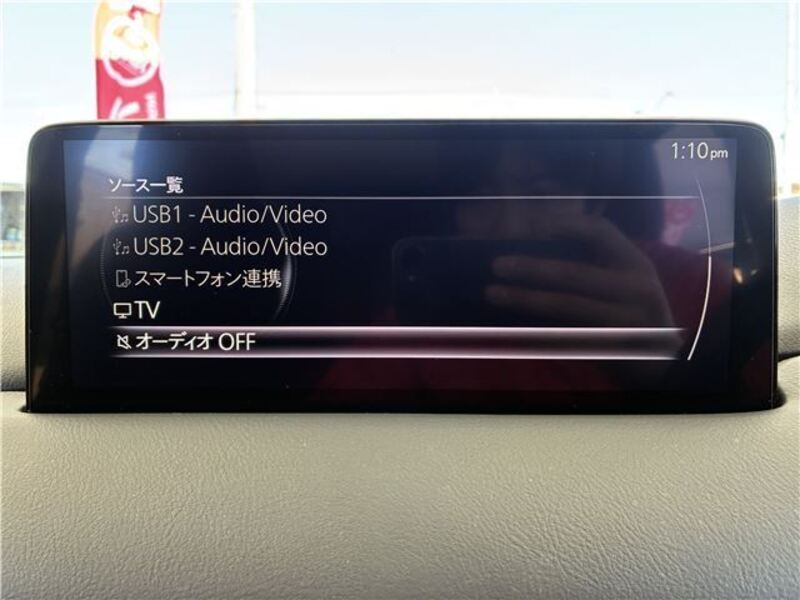 1:10pm
ソース一覧
USB1 - Audio/Video
USB2 - Audio/Video
スマートフォン連携
TV
オーディオ OFF